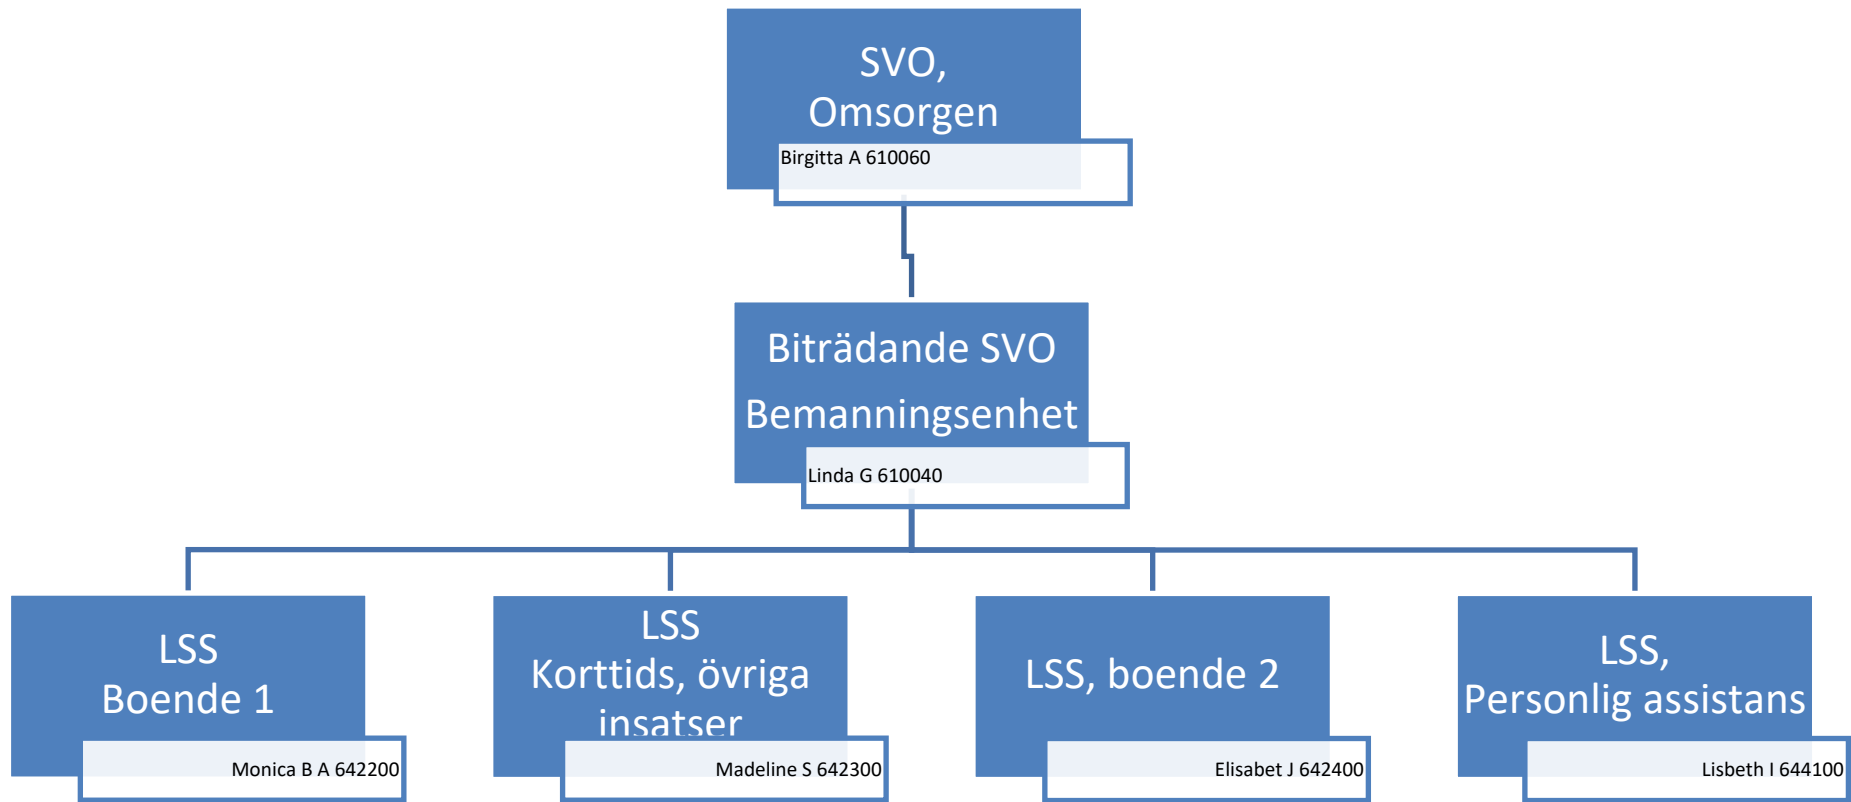 SVO,
Omsorgen
Birgitta A 610060
Biträdande SVO
Bemanningsenhet
Linda G 610040
LSS
Boende 1
Monica B A 642200
LSS
Korttids, övriga
insatser
Madeline S 642300
LSS, boende 2
Elisabet J 642400
LSS,
Personlig assistans
Lisbeth I 644100